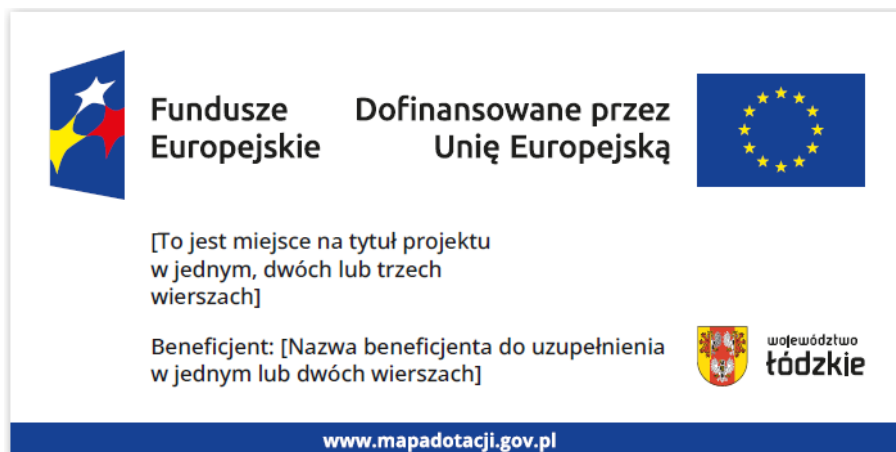 Fundusze
Europejskie
Dofinansowane przez
Unię Europejską
[To jest miejsce na tytuł projektu
w jednym, dwóch lub trzech
wierszach]
Beneficjent: [Nazwa beneficjenta do uzupełnienia
w jednym lub dwóch wierszach]
województwo
łódzkie
www.mapadotacji.gov.pl